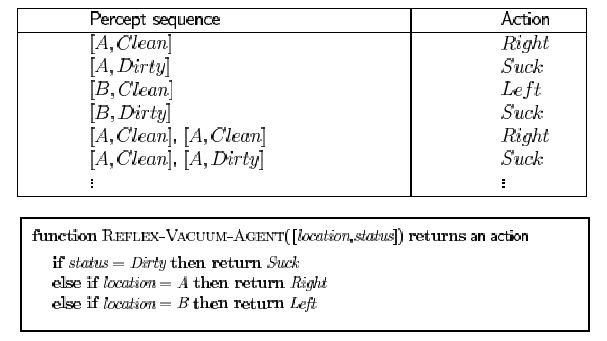 Percept sequence Action
[A, Clean] Right
[A, Dirty] Suck
[B, Clean] Left
[B, Dirty] Suck
[A, Clean], [A, Clean] Right
[A, Clean], [A, Dirty] Suck
⋮ ⋮
function REFLEX-VACUUM-AGENT([location,status]) returns an action
if status = Dirty then return Suck
else if location = A then return Right
else if location = B then return Left